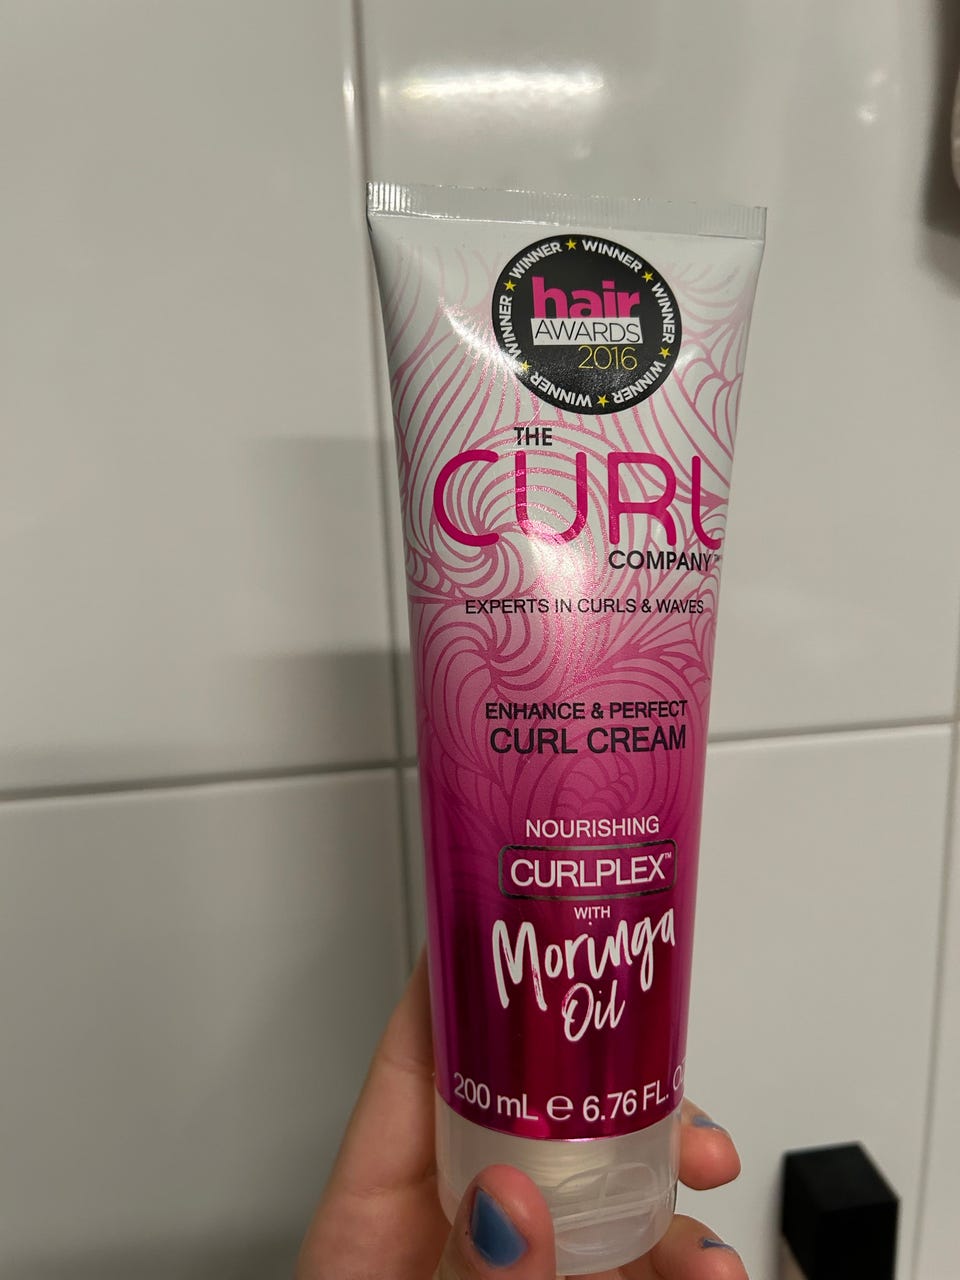 WINNER ★ WINNER ★ WINNER ★ WINNER ★ WINNER ★ WINNER ★
hair
AWARDS
2016
THE
CURL
COMPANY™
EXPERTS IN CURLS & WAVES
ENHANCE & PERFECT
CURL CREAM
NOURISHING
CURLPLEX™
WITH
Moringa
Oil
200 mL e 6.76 FL. OZ